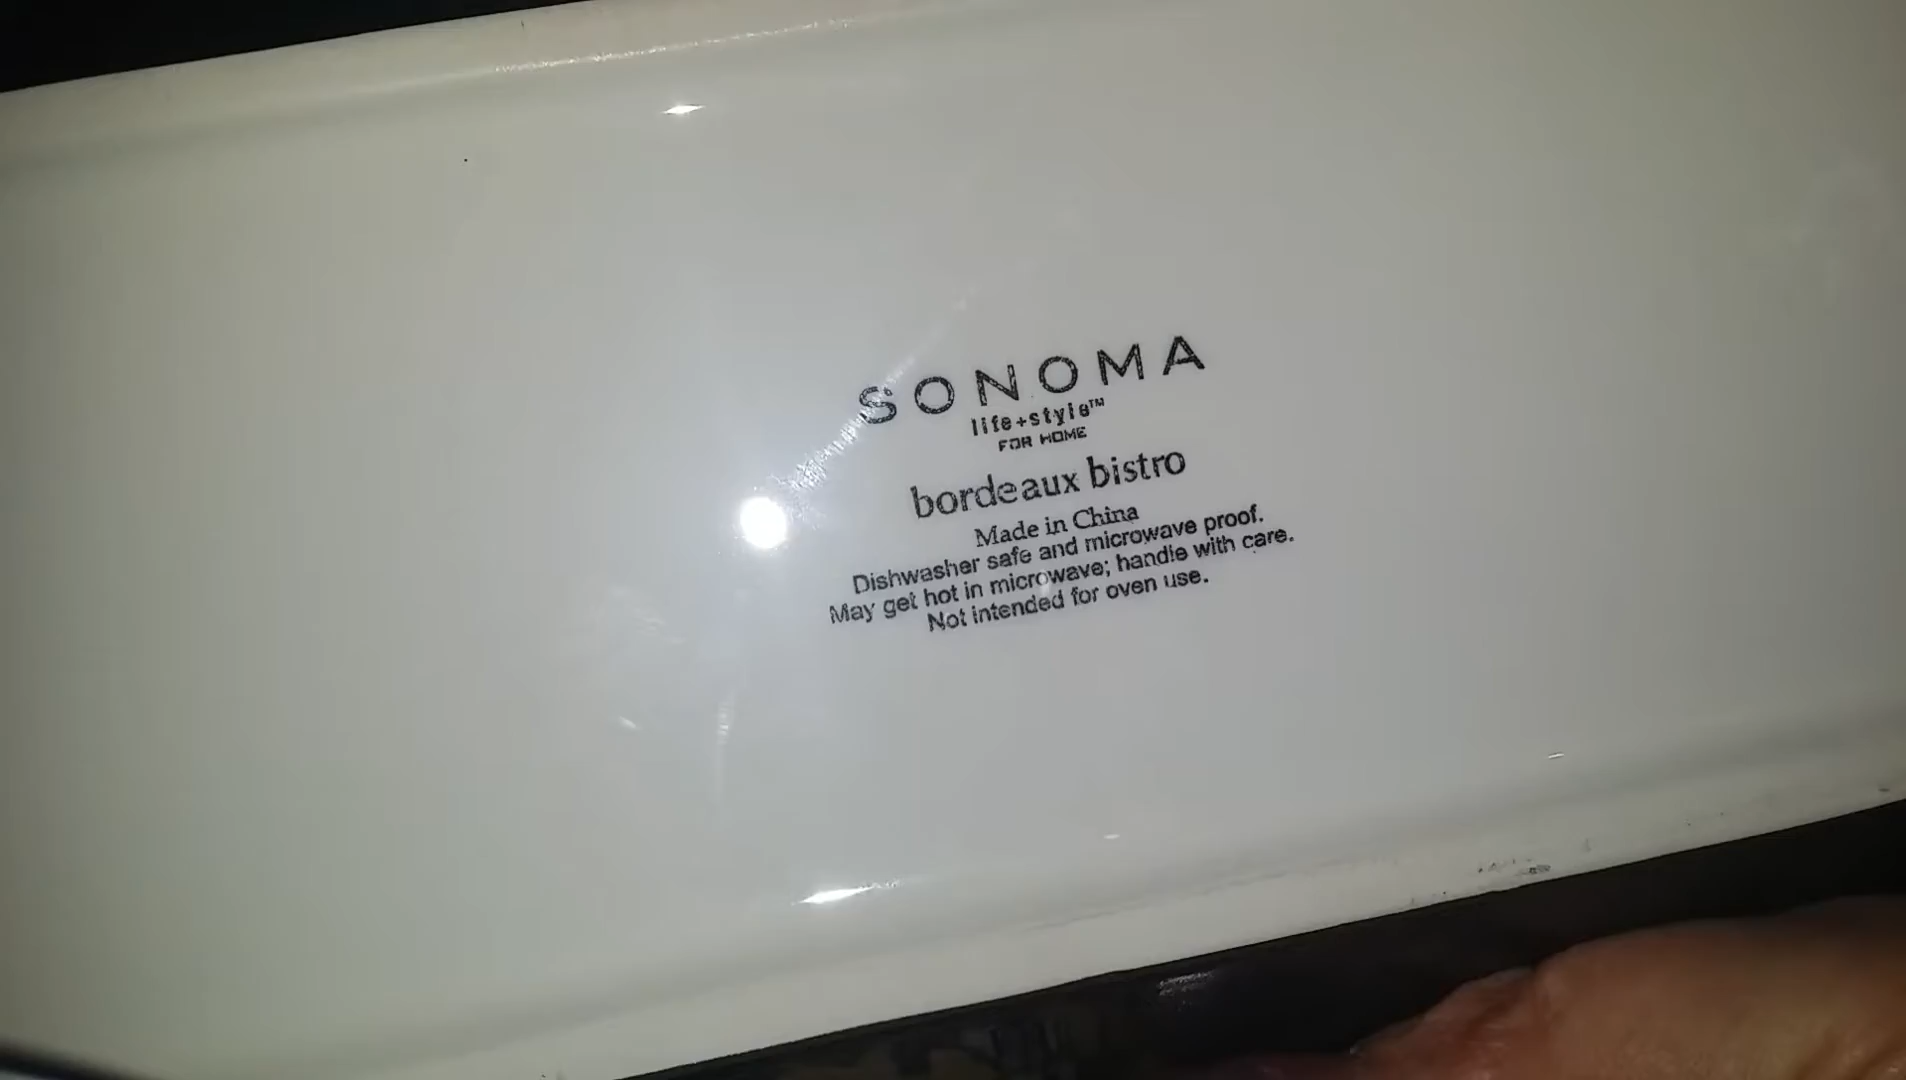 SONOMA
life+style™
FOR HOME
bordeaux bistro
Made in China
Dishwasher safe and microwave proof.
May get hot in microwave; handle with care.
Not intended for oven use.